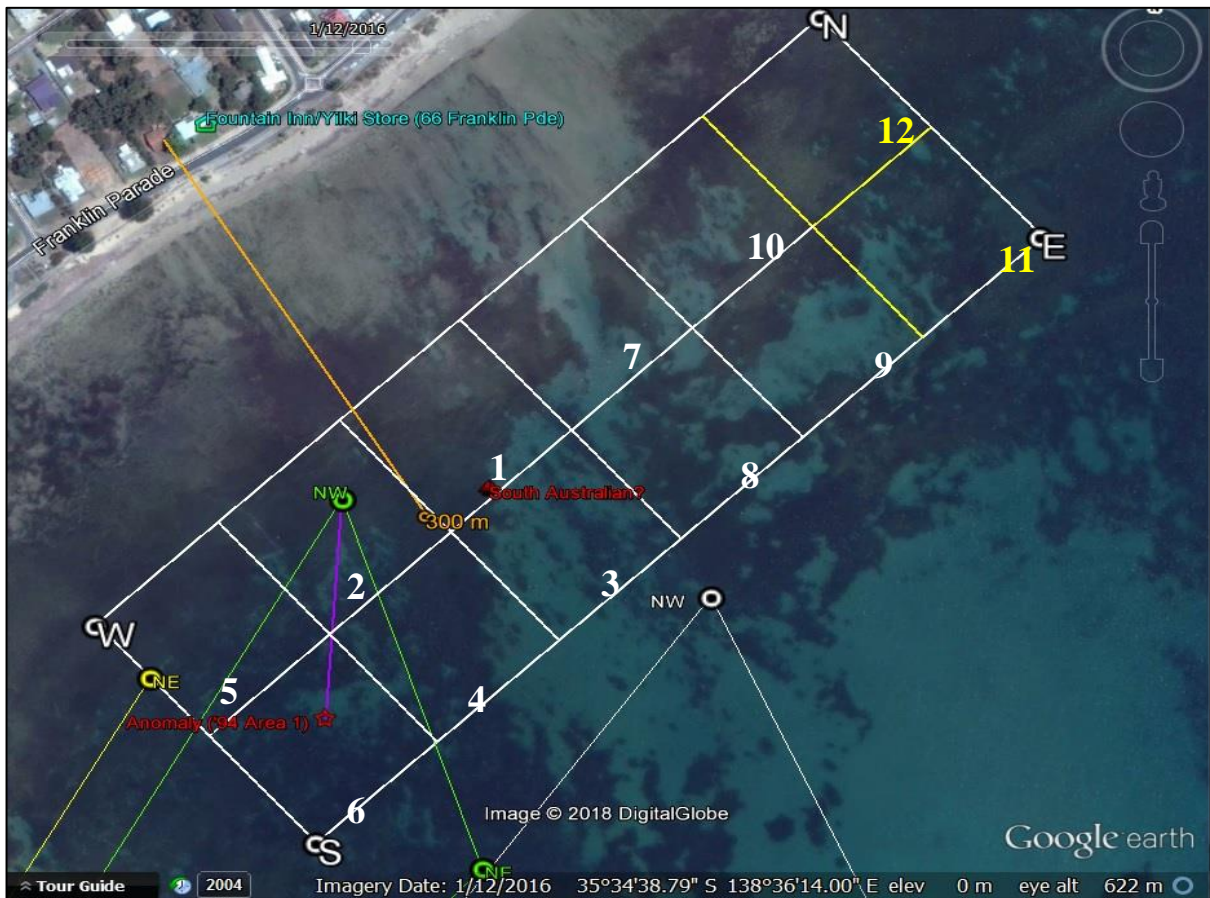 1/12/2016
N
Fountain Inn/Yilki Store (66 Franklin Pde)
12
Franklin Parade
10
E
11
7
9
1
8
NW
South Australian?
300 m
2
3
NW
W
NE
5
4
Anomaly ('94 Area 1)
6
Image © 2018 DigitalGlobe
S
Google earth
NE
Tour Guide 2004 Imagery Date: 1/12/2016 35°34'38.79" S 138°36'14.00" E elev 0 m eye alt 622 m